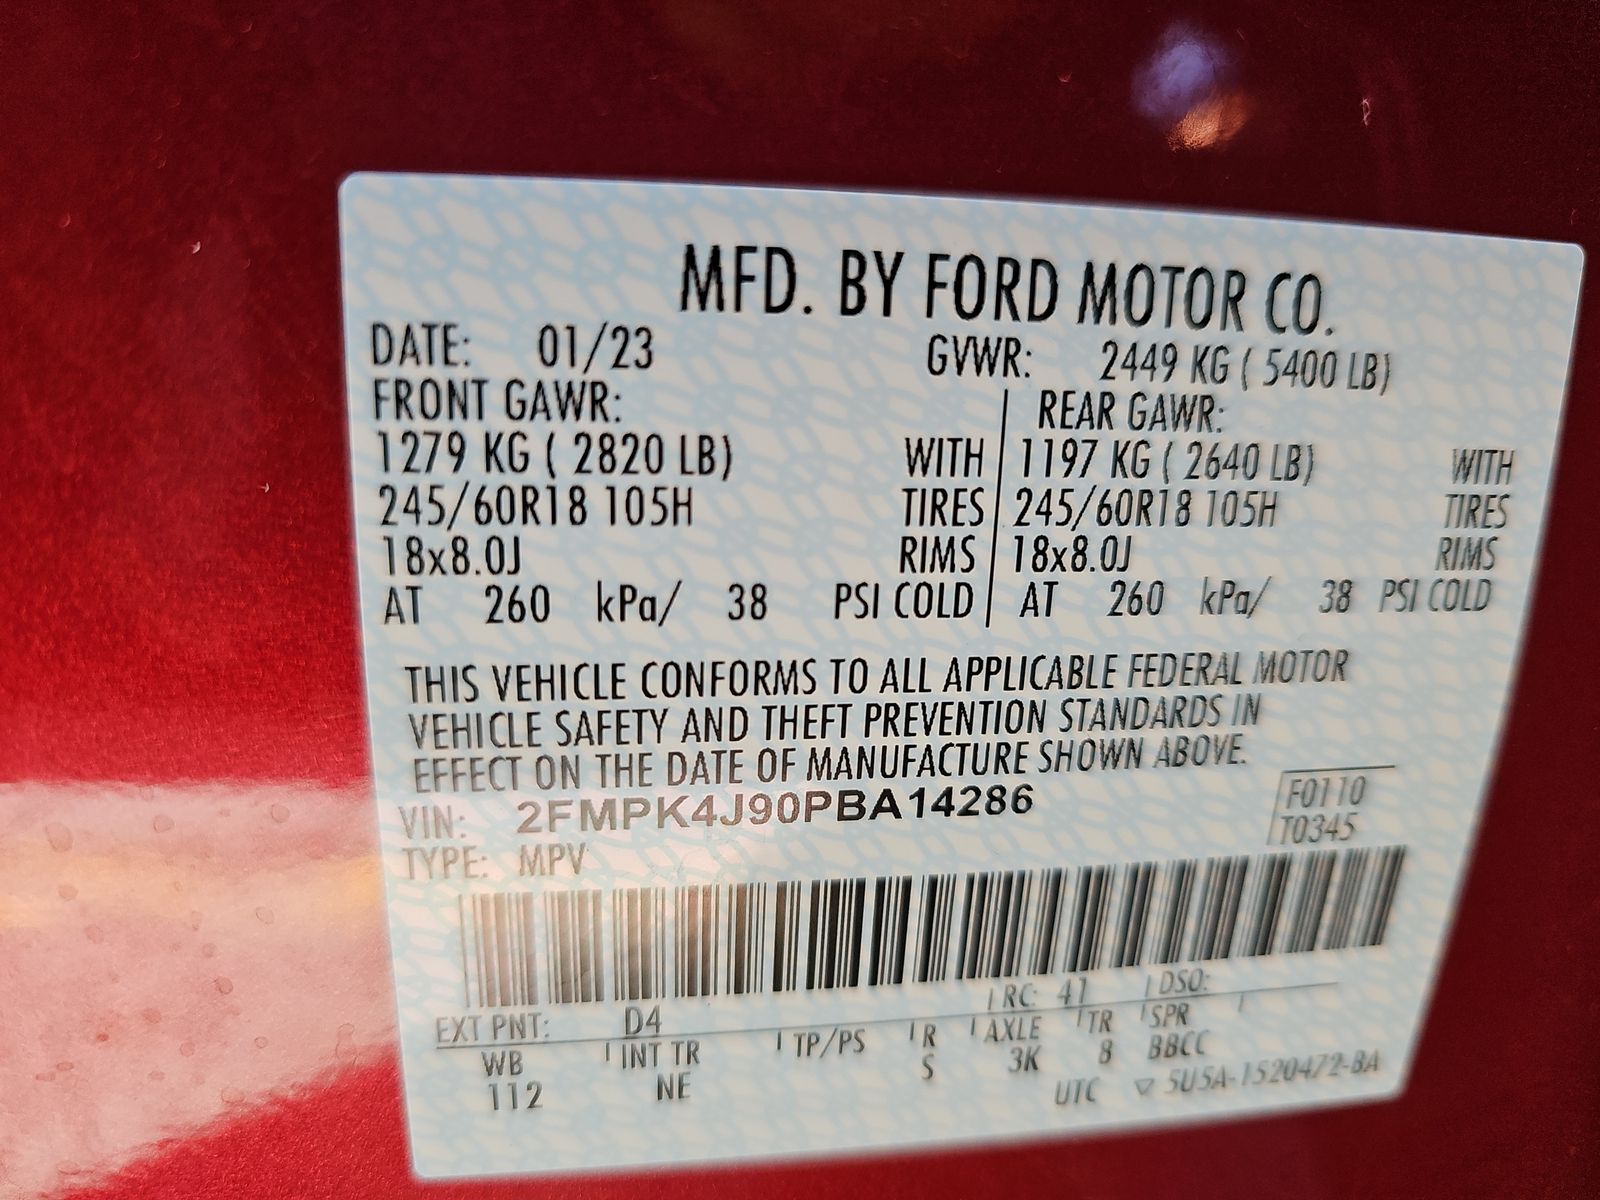 MFD. BY FORD MOTOR CO.
DATE: 01/23 GVWR: 2449 KG ( 5400 LB)
FRONT GAWR: REAR GAWR:
1279 KG ( 2820 LB) WITH 1197 KG ( 2640 LB) WITH
245/60R18 105H TIRES 245/60R18 105H TIRES
18x8.0J RIMS 18x8.0J RIMS
AT 260 kPa/ 38 PSI COLD AT 260 kPa/ 38 PSI COLD
THIS VEHICLE CONFORMS TO ALL APPLICABLE FEDERAL MOTOR
VEHICLE SAFETY AND THEFT PREVENTION STANDARDS IN
EFFECT ON THE DATE OF MANUFACTURE SHOWN ABOVE.
VIN: 2FMPK4J90PBA14286 F0110
T0345
TYPE: MPV
EXT PNT: D4 RC: 41 DSO:
WB INT TR TP/PS R AXLE TR SPR
112 NE S 3K 8 BBCC
UTC ▽ 5U5A-1520472-BA